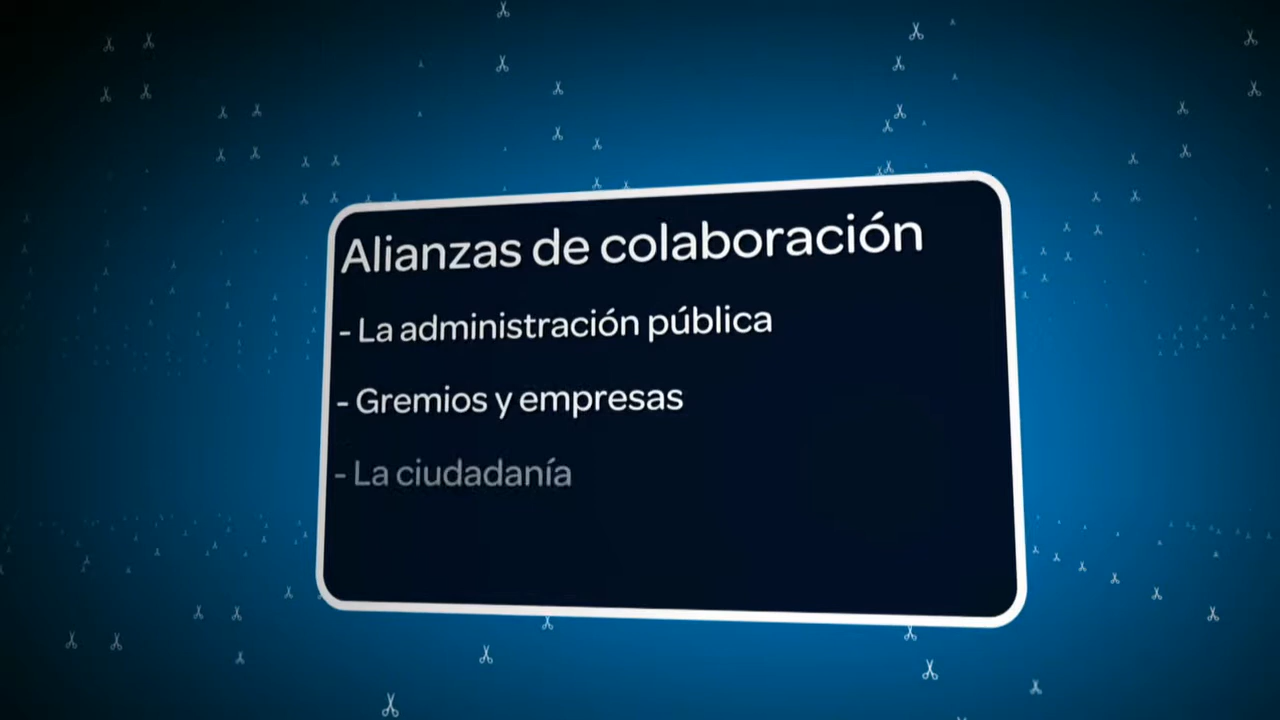 Alianzas de colaboración
- La administración pública
- Gremios y empresas
- La ciudadanía